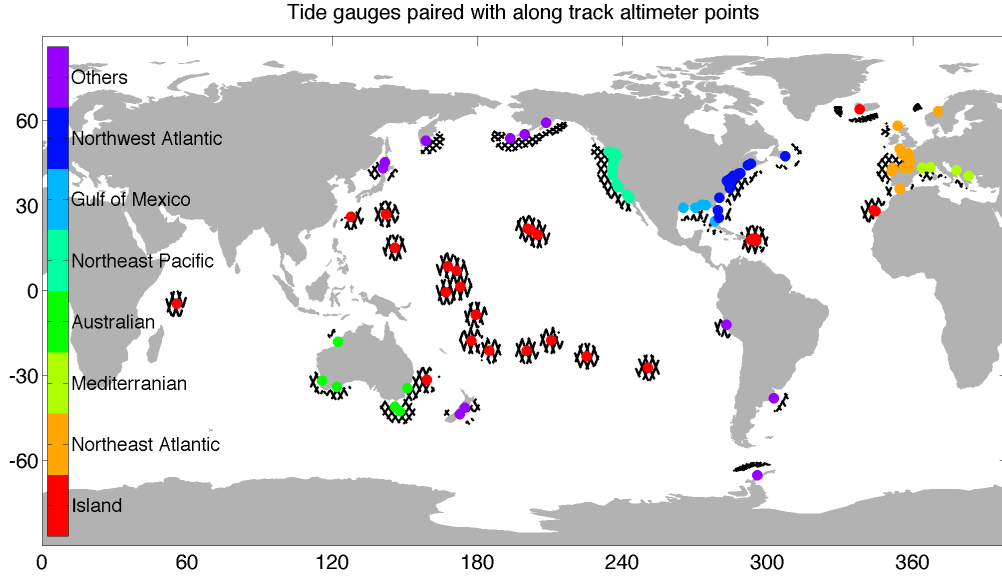 Tide gauges paired with along track altimeter points
Others
60
Northwest Atlantic
Gulf of Mexico
30
Northeast Pacific
0
Australian
-30
Mediterranian
Northeast Atlantic
-60
Island
0 60 120 180 240 300 360